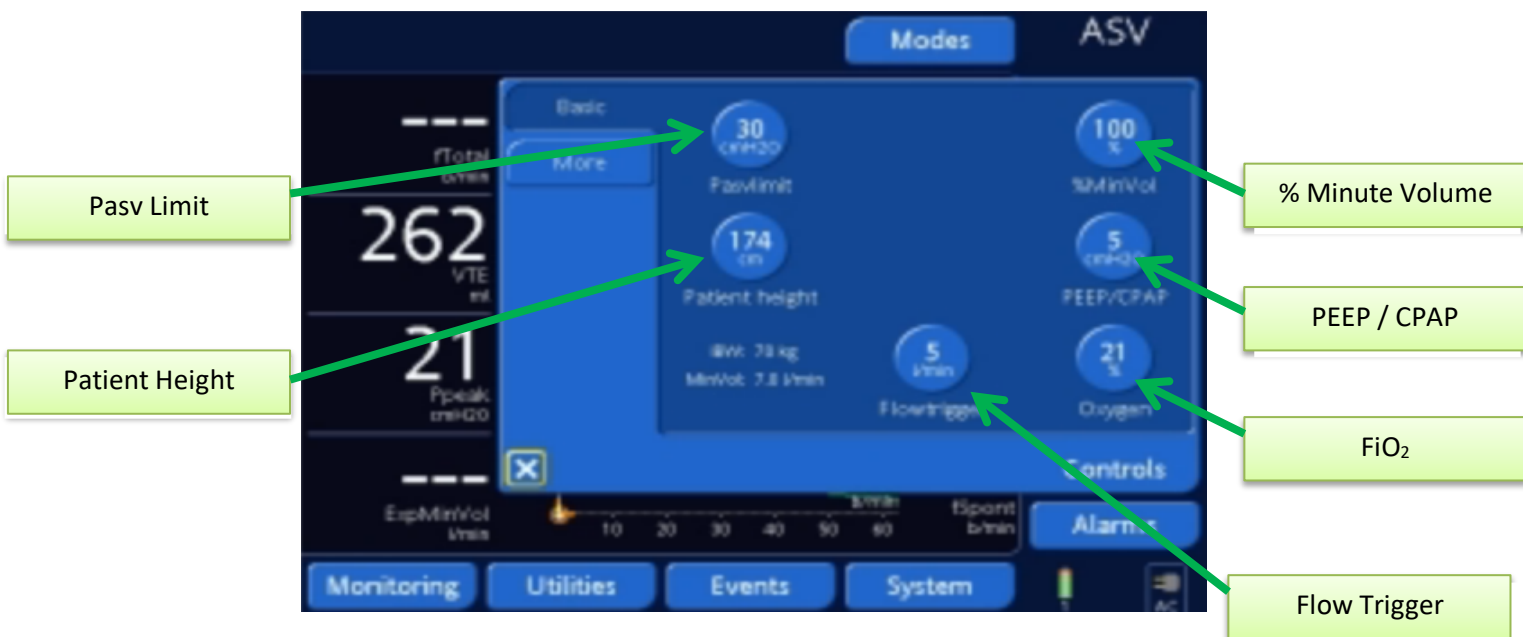 Modes
ASV
---
fTotal
b/min
262
VTE
ml
21
Ppeak
cmH2O
---
ExpMinVol
l/min
Basic
More
30
cmH2O
Pasvlimit
100
%
%MinVol
174
cm
Patient height
5
cmH2O
PEEP/CPAP
MinVol: 7.8 l/min
5
l/min
Flowtrigger
21
%
Oxygen
X
Controls
10 20 30 40 50 60
b/min
fSpont
b/min
Alarms
Monitoring
Utilities
Events
System
1
AC
Pasv Limit
Patient Height
% Minute Volume
PEEP / CPAP
FiO₂
Flow Trigger